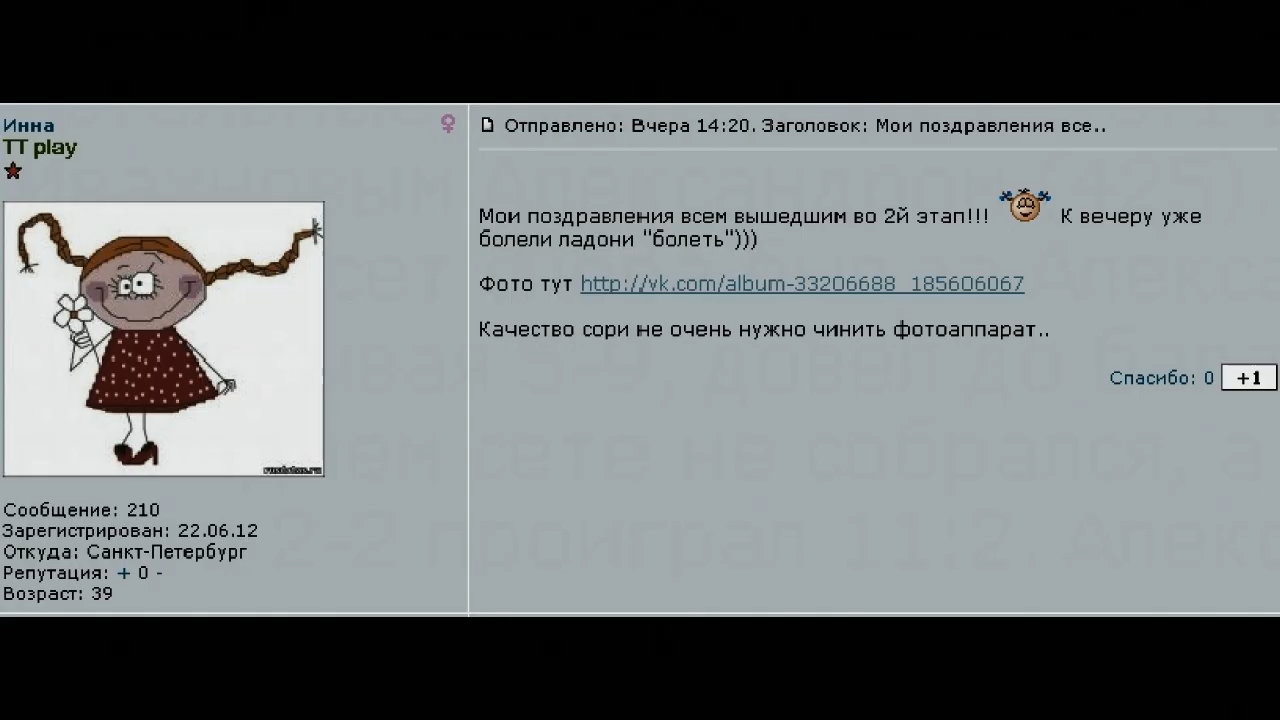 Инна
TT play
Отправлено: Вчера 14:20. Заголовок: Мои поздравления все..
Мои поздравления всем вышедшим во 2й этап!!! К вечеру уже
болели ладони "болеть")))
Фото тут http://vk.com/album-33206688_185606067
Качество сори не очень нужно чинить фотоаппарат..
Спасибо: 0 +1
Сообщение: 210
Зарегистрирован: 22.06.12
Откуда: Санкт-Петербург
Репутация: + 0 -
Возраст: 39